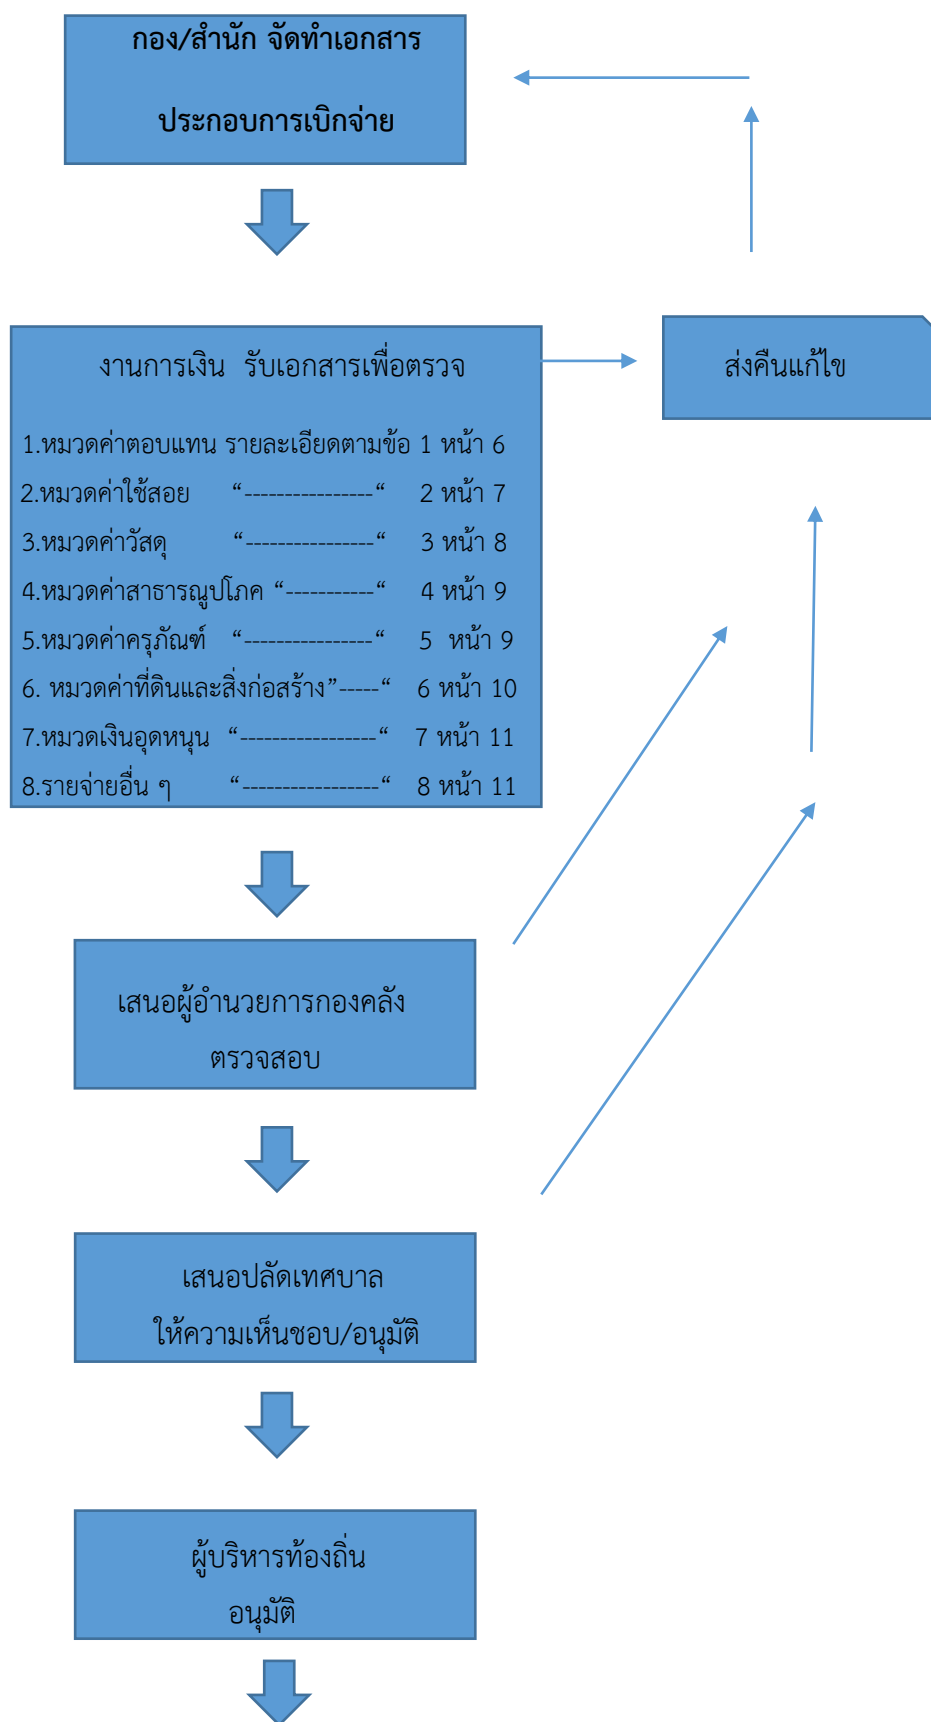 กอง/สำนัก จัดทำเอกสาร
ประกอบการเบิกจ่าย
งานการเงิน รับเอกสารเพื่อตรวจ
ส่งคืนแก้ไข
1.หมวดค่าตอบแทน รายละเอียดตามข้อ 1 หน้า 6
2.หมวดค่าใช้สอย “----------------“ 2 หน้า 7
3.หมวดค่าวัสดุ “----------------“ 3 หน้า 8
4.หมวดค่าสาธารณูปโภค “-----------“ 4 หน้า 9
5.หมวดค่าครุภัณฑ์ “----------------“ 5 หน้า 9
6. หมวดค่าที่ดินและสิ่งก่อสร้าง”-----“ 6 หน้า 10
7.หมวดเงินอุดหนุน “-----------------“ 7 หน้า 11
8.รายจ่ายอื่น ๆ “-----------------“ 8 หน้า 11
เสนอผู้อำนวยการกองคลัง
ตรวจสอบ
เสนอปลัดเทศบาล
ให้ความเห็นชอบ/อนุมัติ
ผู้บริหารท้องถิ่น
อนุมัติ